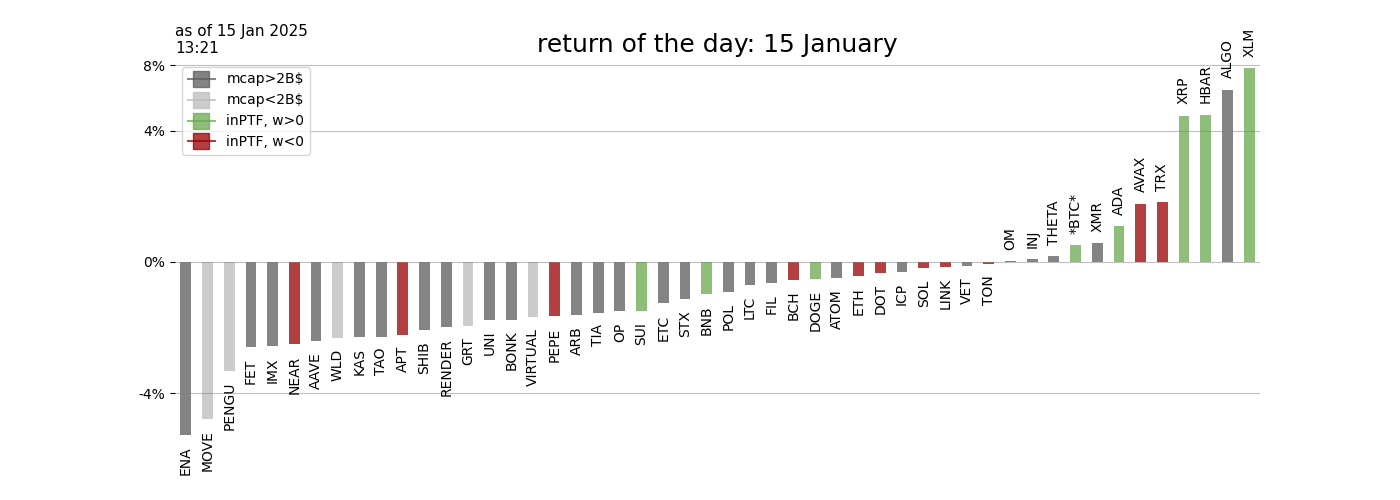 as of 15 Jan 2025
13:21
return of the day: 15 January
8%
4%
0%
-4%
mcap>2B$
mcap<2B$
inPTF, w>0
inPTF, w<0
ENA
MOVE
PENGU
FET
IMX
NEAR
AAVE
WLD
KAS
TAO
APT
SHIB
RENDER
GRT
UNI
BONK
VIRTUAL
PEPE
ARB
TIA
OP
SUI
ETC
STX
BNB
POL
LTC
FIL
BCH
DOGE
ATOM
ETH
DOT
ICP
SOL
LINK
VET
TON
OM
INJ
THETA
*BTC*
XMR
ADA
AVAX
TRX
XRP
HBAR
ALGO
XLM